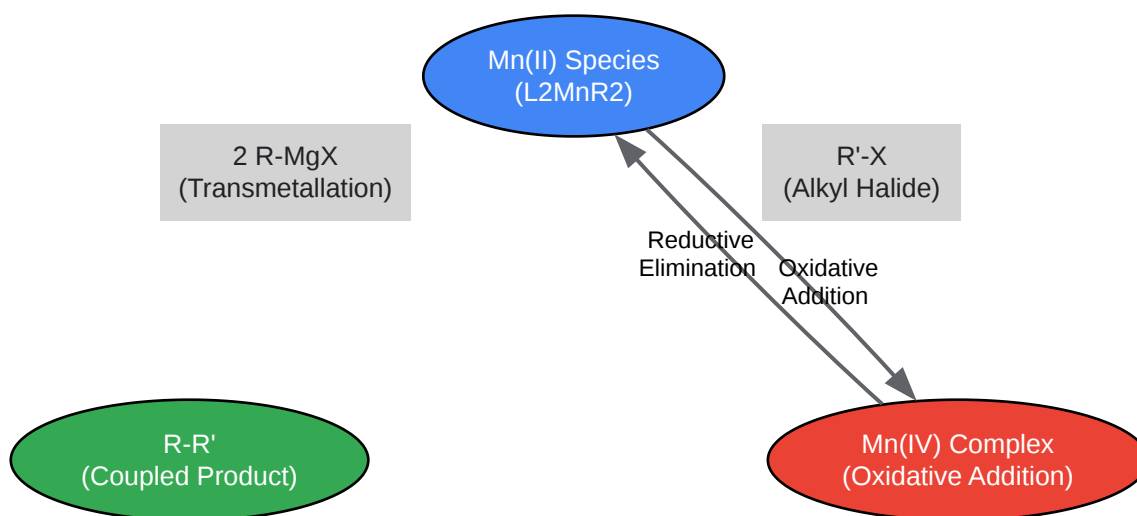 Mn(II) Species
(L2MnR2)
2 R-MgX
(Transmetallation)
R'-X
(Alkyl Halide)
Reductive
Elimination
Oxidative
Addition
R-R'
(Coupled Product)
Mn(IV) Complex
(Oxidative Addition)